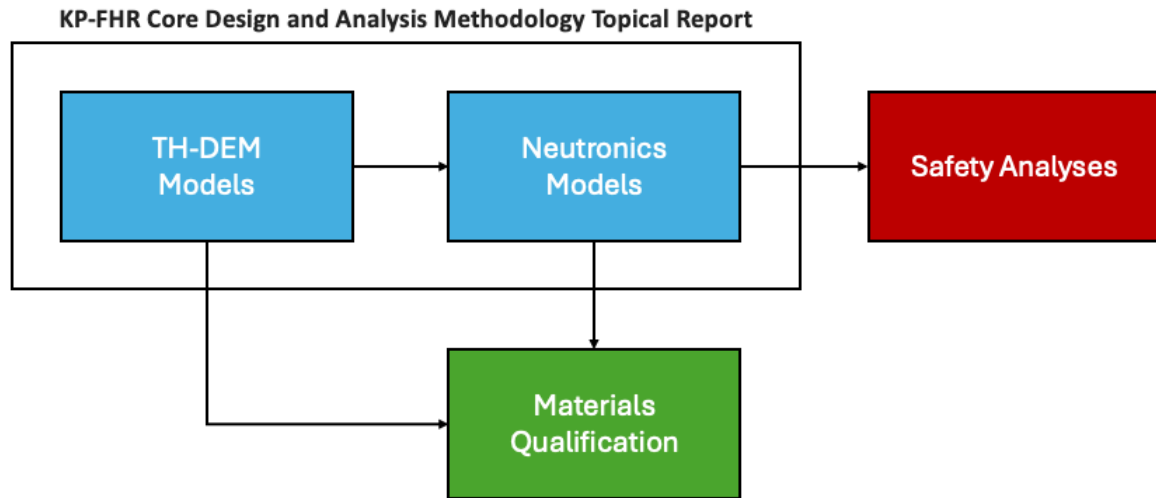 KP-FHR Core Design and Analysis Methodology Topical Report
TH-DEM
Models
Neutronics
Models
Safety Analyses
Materials
Qualification